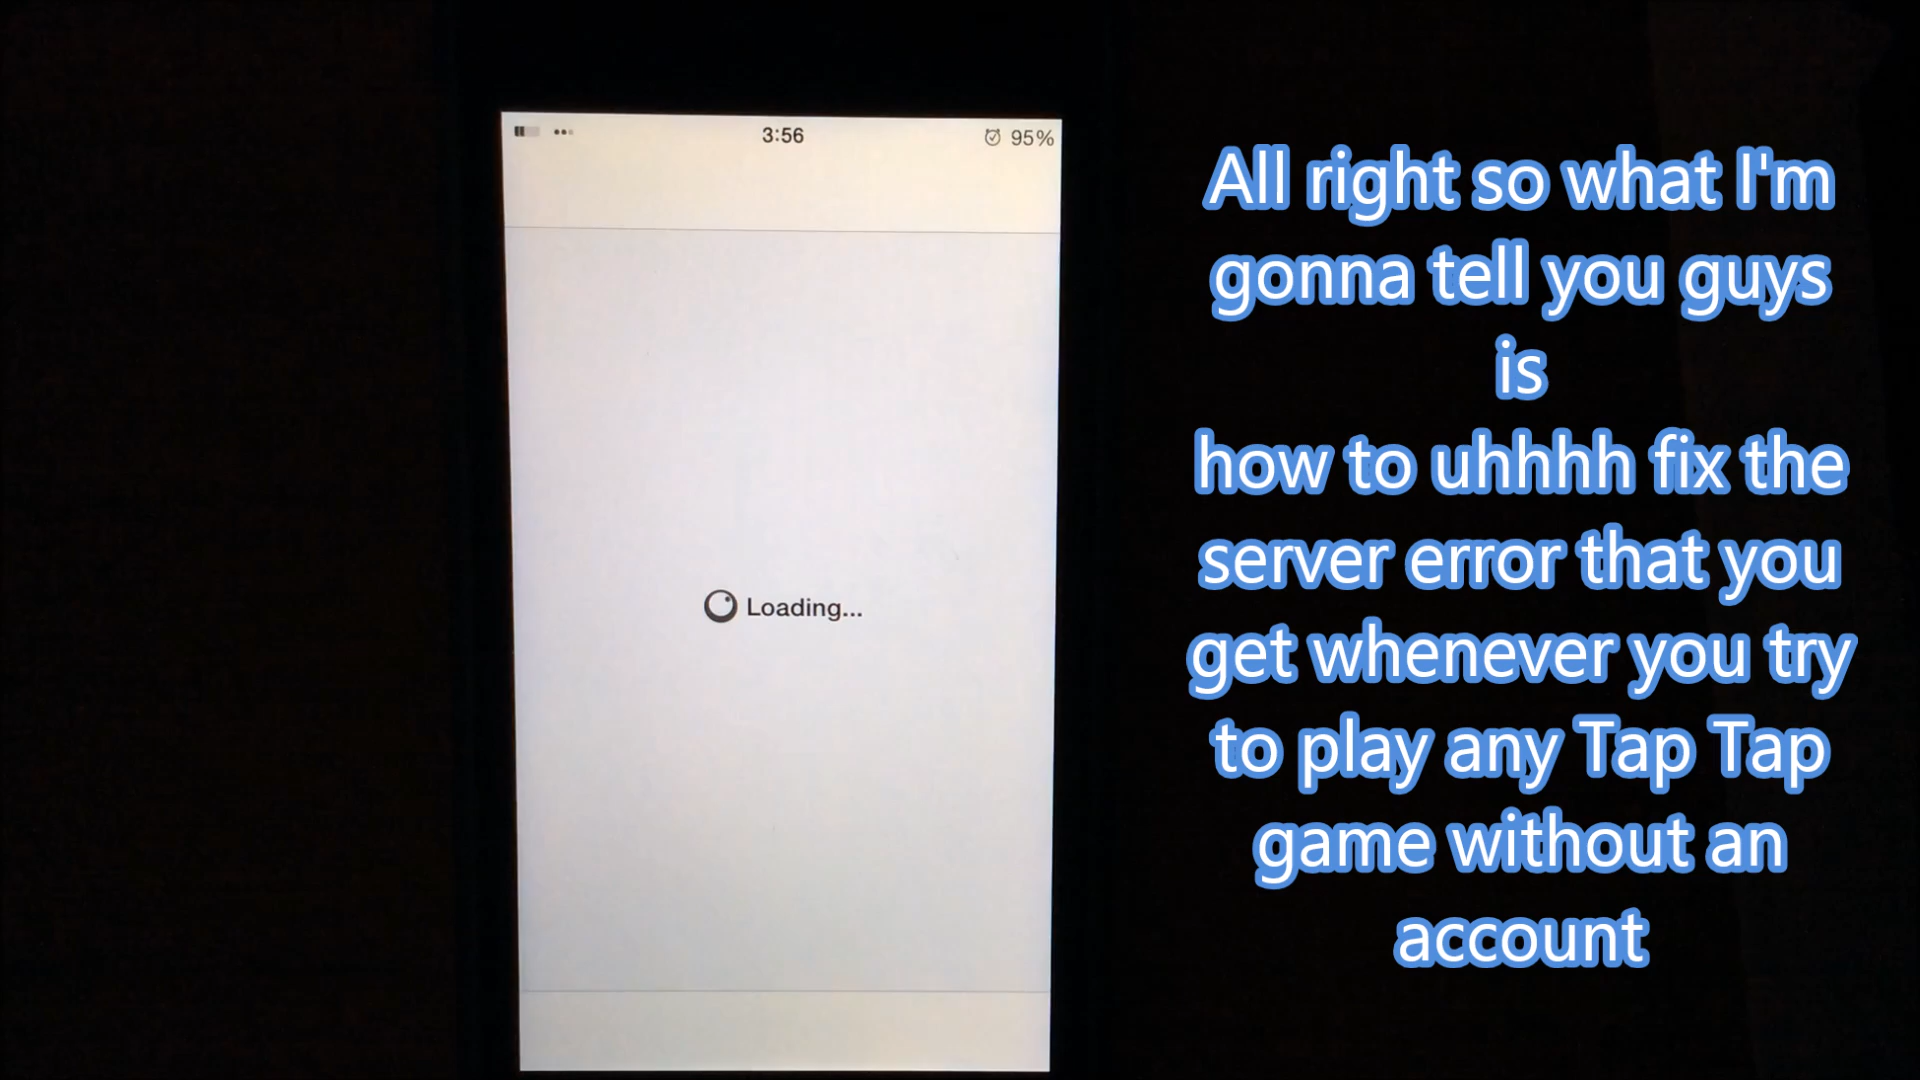 3:56
95%
Loading...
All right so what I'm
gonna tell you guys
is
how to uhhhh fix the
server error that you
get whenever you try
to play any Tap Tap
game without an
account